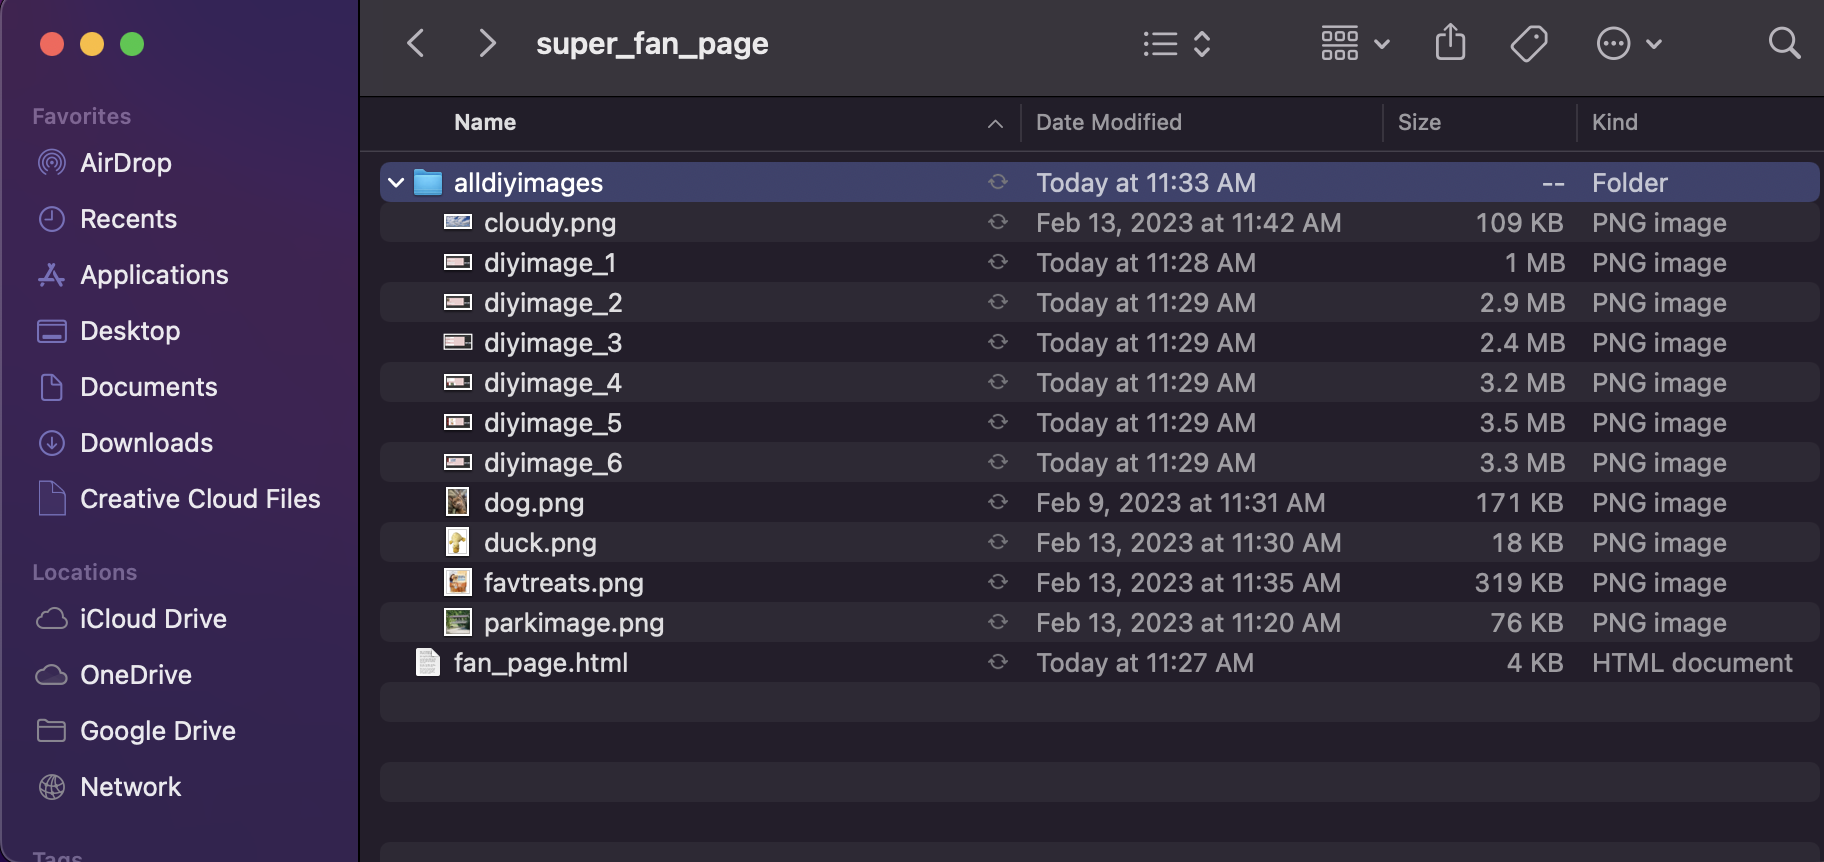 super_fan_page
Favorites
AirDrop
Recents
Applications
Desktop
Documents
Downloads
Creative Cloud Files
Locations
iCloud Drive
OneDrive
Google Drive
Network
Tags
Name Date Modified Size Kind
alldiyimages Today at 11:33 AM -- Folder
cloudy.png Feb 13, 2023 at 11:42 AM 109 KB PNG image
diyimage_1 Today at 11:28 AM 1 MB PNG image
diyimage_2 Today at 11:29 AM 2.9 MB PNG image
diyimage_3 Today at 11:29 AM 2.4 MB PNG image
diyimage_4 Today at 11:29 AM 3.2 MB PNG image
diyimage_5 Today at 11:29 AM 3.5 MB PNG image
diyimage_6 Today at 11:29 AM 3.3 MB PNG image
dog.png Feb 9, 2023 at 11:31 AM 171 KB PNG image
duck.png Feb 13, 2023 at 11:30 AM 18 KB PNG image
favtreats.png Feb 13, 2023 at 11:35 AM 319 KB PNG image
parkimage.png Feb 13, 2023 at 11:20 AM 76 KB PNG image
fan_page.html Today at 11:27 AM 4 KB HTML document